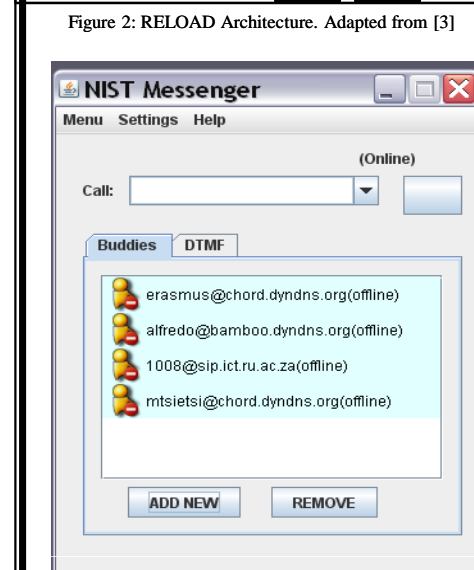 Figure 2: RELOAD Architecture. Adapted from [3]
NIST Messenger
Menu Settings Help
(Online)
Call:
Buddies DTMF
erasmus@chord.dyndns.org(offline)
alfredo@bamboo.dyndns.org(offline)
1008@sip.ict.ru.ac.za(offline)
mtsietsi@chord.dyndns.org(offline)
ADD NEW REMOVE